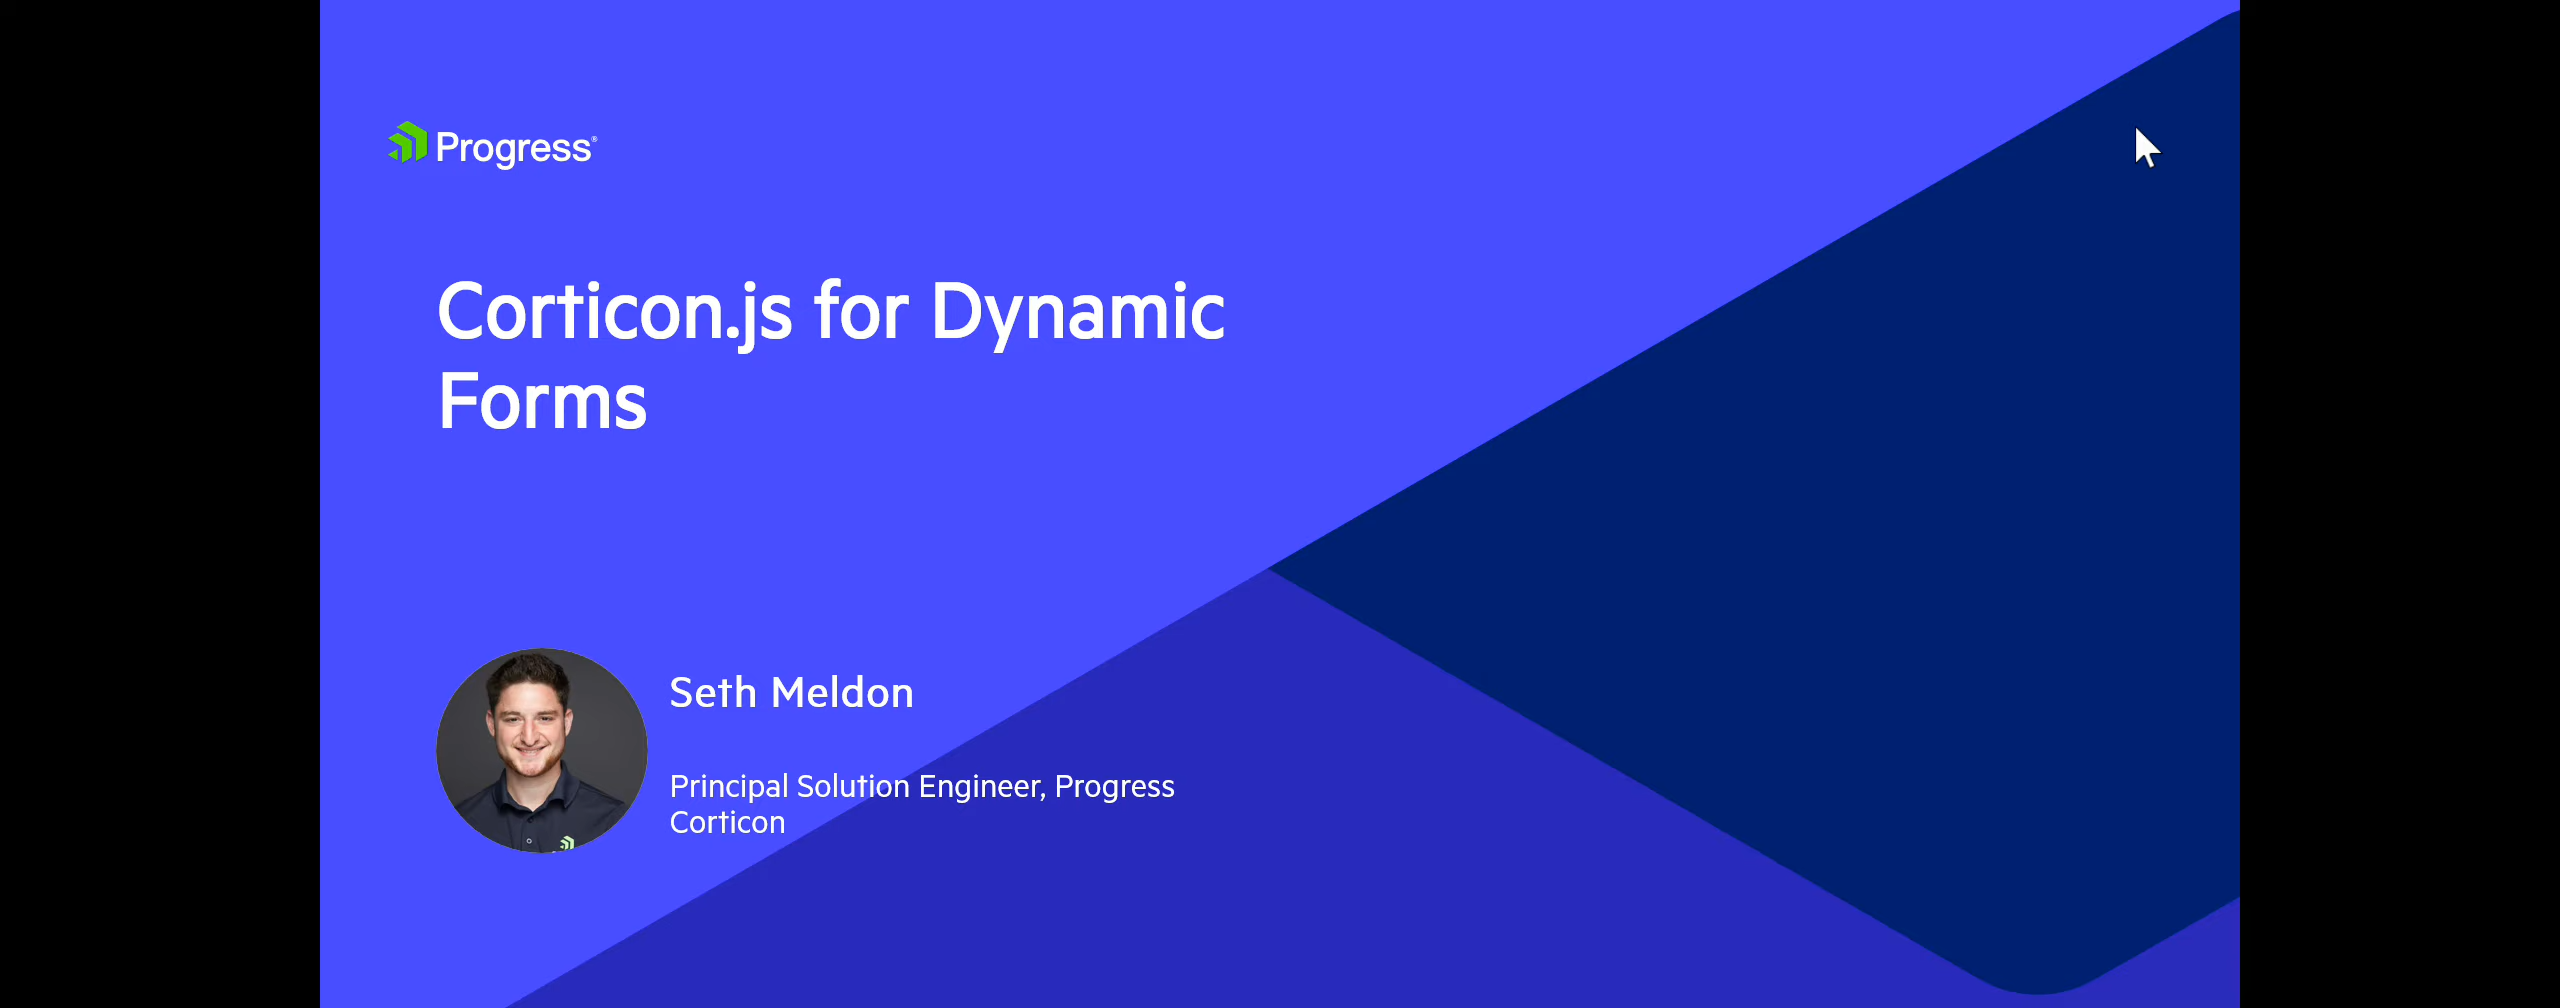 Progress®
Corticon.js for Dynamic
Forms
Seth Meldon
Principal Solution Engineer, Progress
Corticon